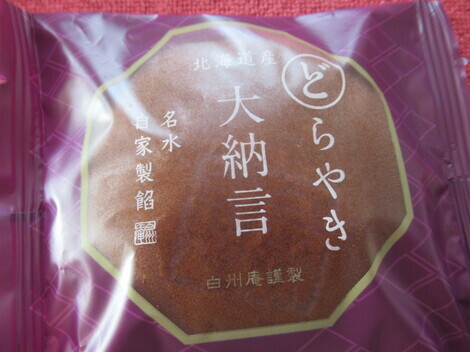 どらやき
北海道産
大納言
名水
自家製餡
白州庵謹製